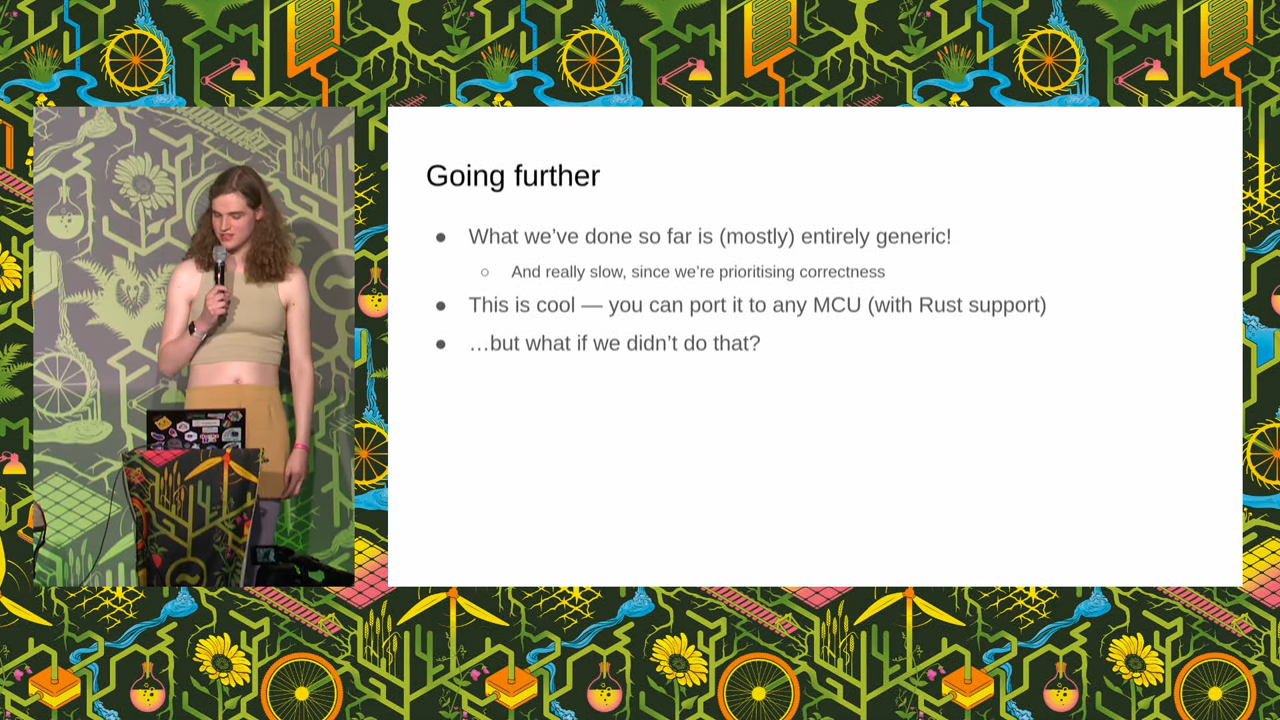 Going further
● What we’ve done so far is (mostly) entirely generic!
○ And really slow, since we’re prioritising correctness
● This is cool — you can port it to any MCU (with Rust support)
● …but what if we didn’t do that?